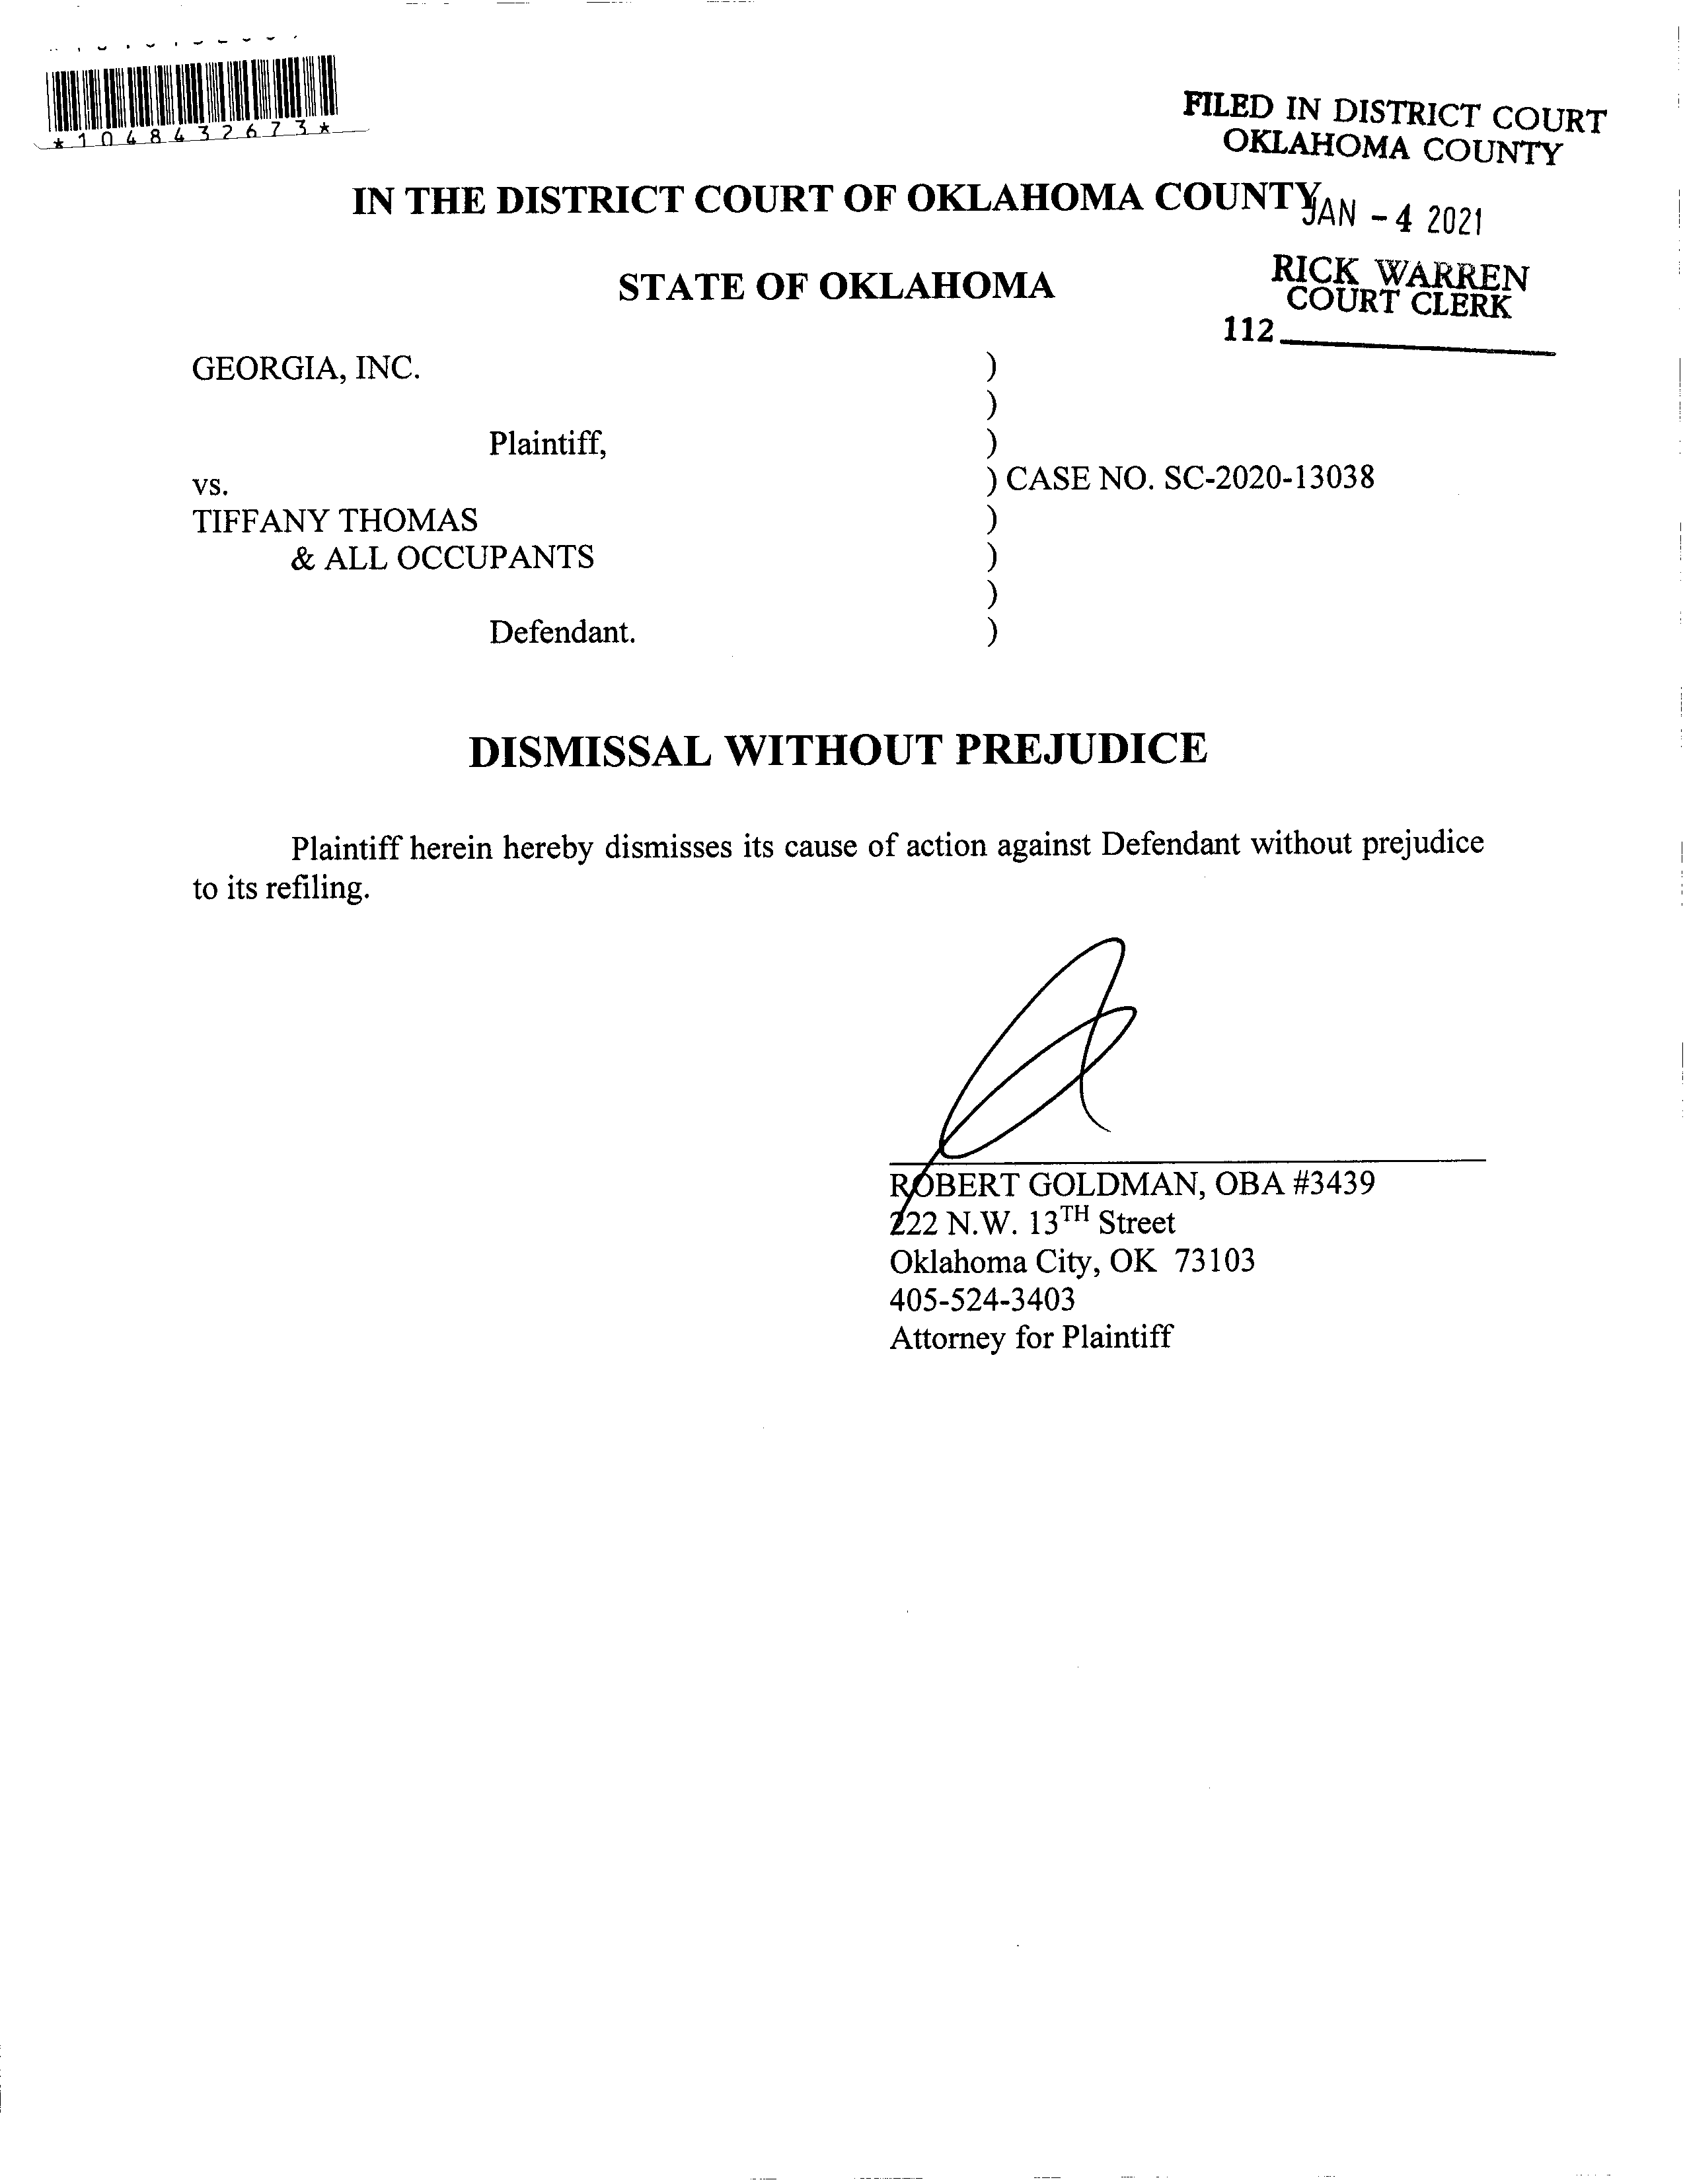 *1048432673*
FILED IN DISTRICT COURT
OKLAHOMA COUNTY
IN THE DISTRICT COURT OF OKLAHOMA COUNTY
JAN - 4 2021
STATE OF OKLAHOMA
RICK WARREN
COURT CLERK
112
GEORGIA, INC. )
)
Plaintiff, )
vs. ) CASE NO. SC-2020-13038
TIFFANY THOMAS )
& ALL OCCUPANTS )
)
Defendant. )
DISMISSAL WITHOUT PREJUDICE
Plaintiff herein hereby dismisses its cause of action against Defendant without prejudice
to its refiling.
ROBERT GOLDMAN, OBA #3439
222 N.W. 13TH Street
Oklahoma City, OK 73103
405-524-3403
Attorney for Plaintiff